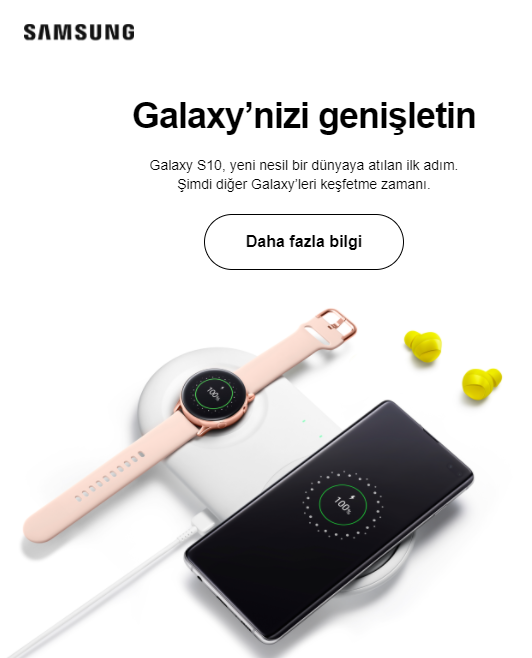 SAMSUNG
Galaxy’nizi genişletin
Galaxy S10, yeni nesil bir dünyaya atılan ilk adım.
Şimdi diğer Galaxy’leri keşfetme zamanı.
Daha fazla bilgi
100%
100%